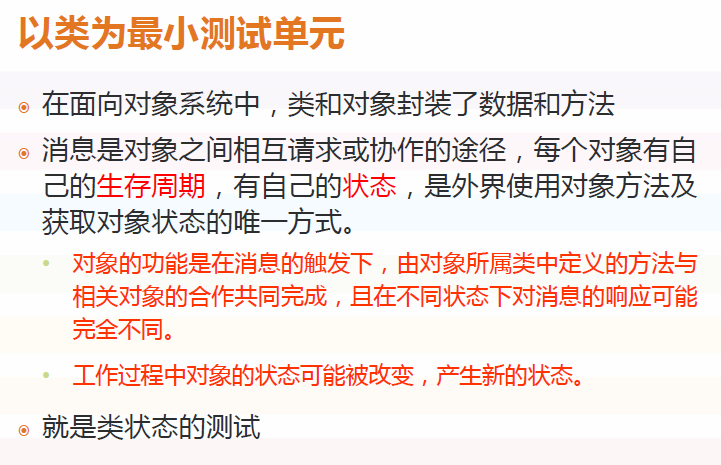 以类为最小测试单元
在面向对象系统中，类和对象封装了数据和方法
消息是对象之间相互请求或协作的途径，每个对象有自
己的生存周期，有自己的状态，是外界使用对象方法及
获取对象状态的唯一方式。
对象的功能是在消息的触发下，由对象所属类中定义的方法与
相关对象的合作共同完成，且在不同状态下对消息的响应可能
完全不同。
工作过程中对象的状态可能被改变，产生新的状态。
就是类状态的测试